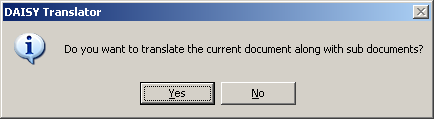 DAISY Translator
Do you want to translate the current document along with sub documents?
Yes No